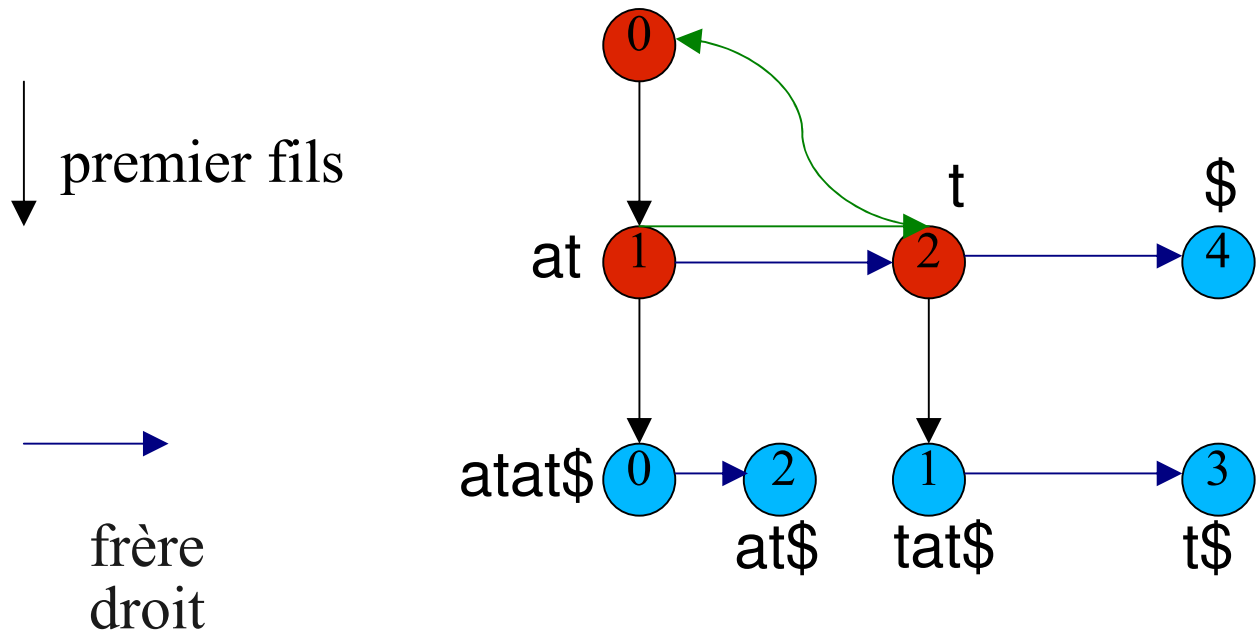 0
premier fils
t
$
at
1
2
4
atat$
0
2
1
3
at$
tat$
t$
frère
droit